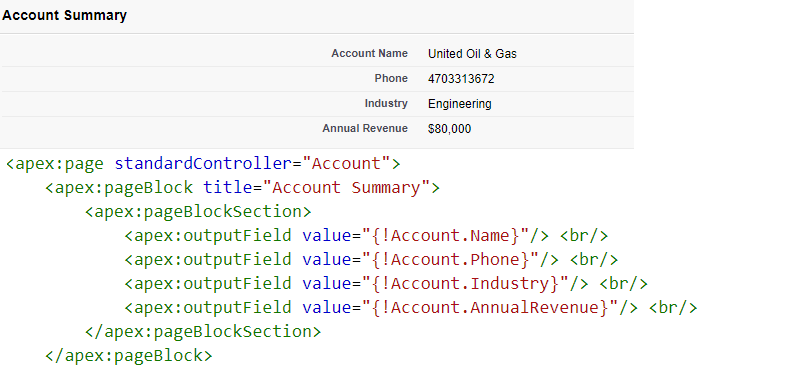 Account Summary
Account Name United Oil & Gas
Phone 4703313672
Industry Engineering
Annual Revenue $80,000
<apex:page standardController="Account">
    <apex:pageBlock title="Account Summary">
        <apex:pageBlockSection>
            <apex:outputField value="{!Account.Name}"/> <br/>
            <apex:outputField value="{!Account.Phone}"/> <br/>
            <apex:outputField value="{!Account.Industry}"/> <br/>
            <apex:outputField value="{!Account.AnnualRevenue}"/> <br/>
        </apex:pageBlockSection>
    </apex:pageBlock>